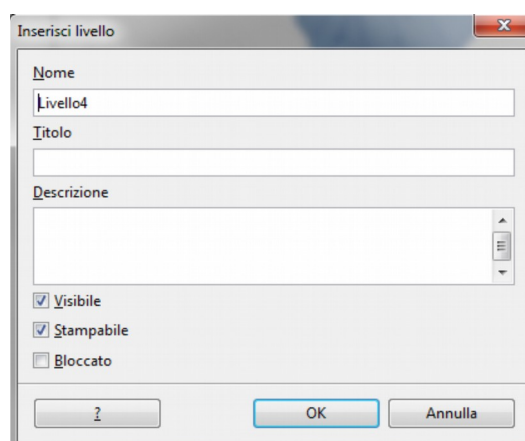 Inserisci livello
Nome
Livello4
Titolo
Descrizione
Visibile
Stampabile
Bloccato
? OK Annulla